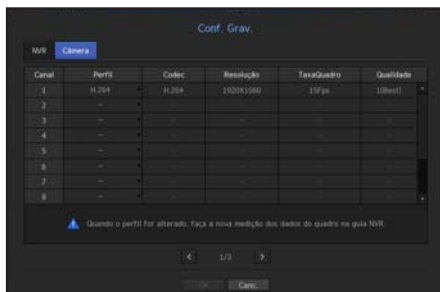 Conf. Grav.
NVR Câmera
Canal Perfil Codec Resolução TaxaQuadro Qualidade
1 H.264 H.264 1920X1080 15Fps 1(Best)
2 -- -- -- -- --
3 -- -- -- -- --
4 -- -- -- -- --
5 -- -- -- -- --
6 -- -- -- -- --
7 -- -- -- -- --
8 -- -- -- -- --
Quando o perfil for alterado, faça a nova medição dos dados do quadro na guia NVR.
< 1/2 >
Ok Canc.